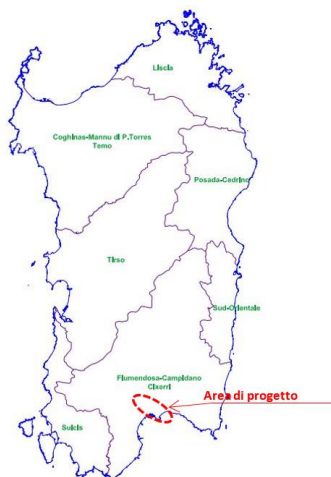 Liscia
Coghinas-Mannu di P.Torres
Temo
Posada-Cedrino
Tirso
Sud-Orientale
Flumendosa-Campidano
Cixerri
Area di progetto
Sulcis